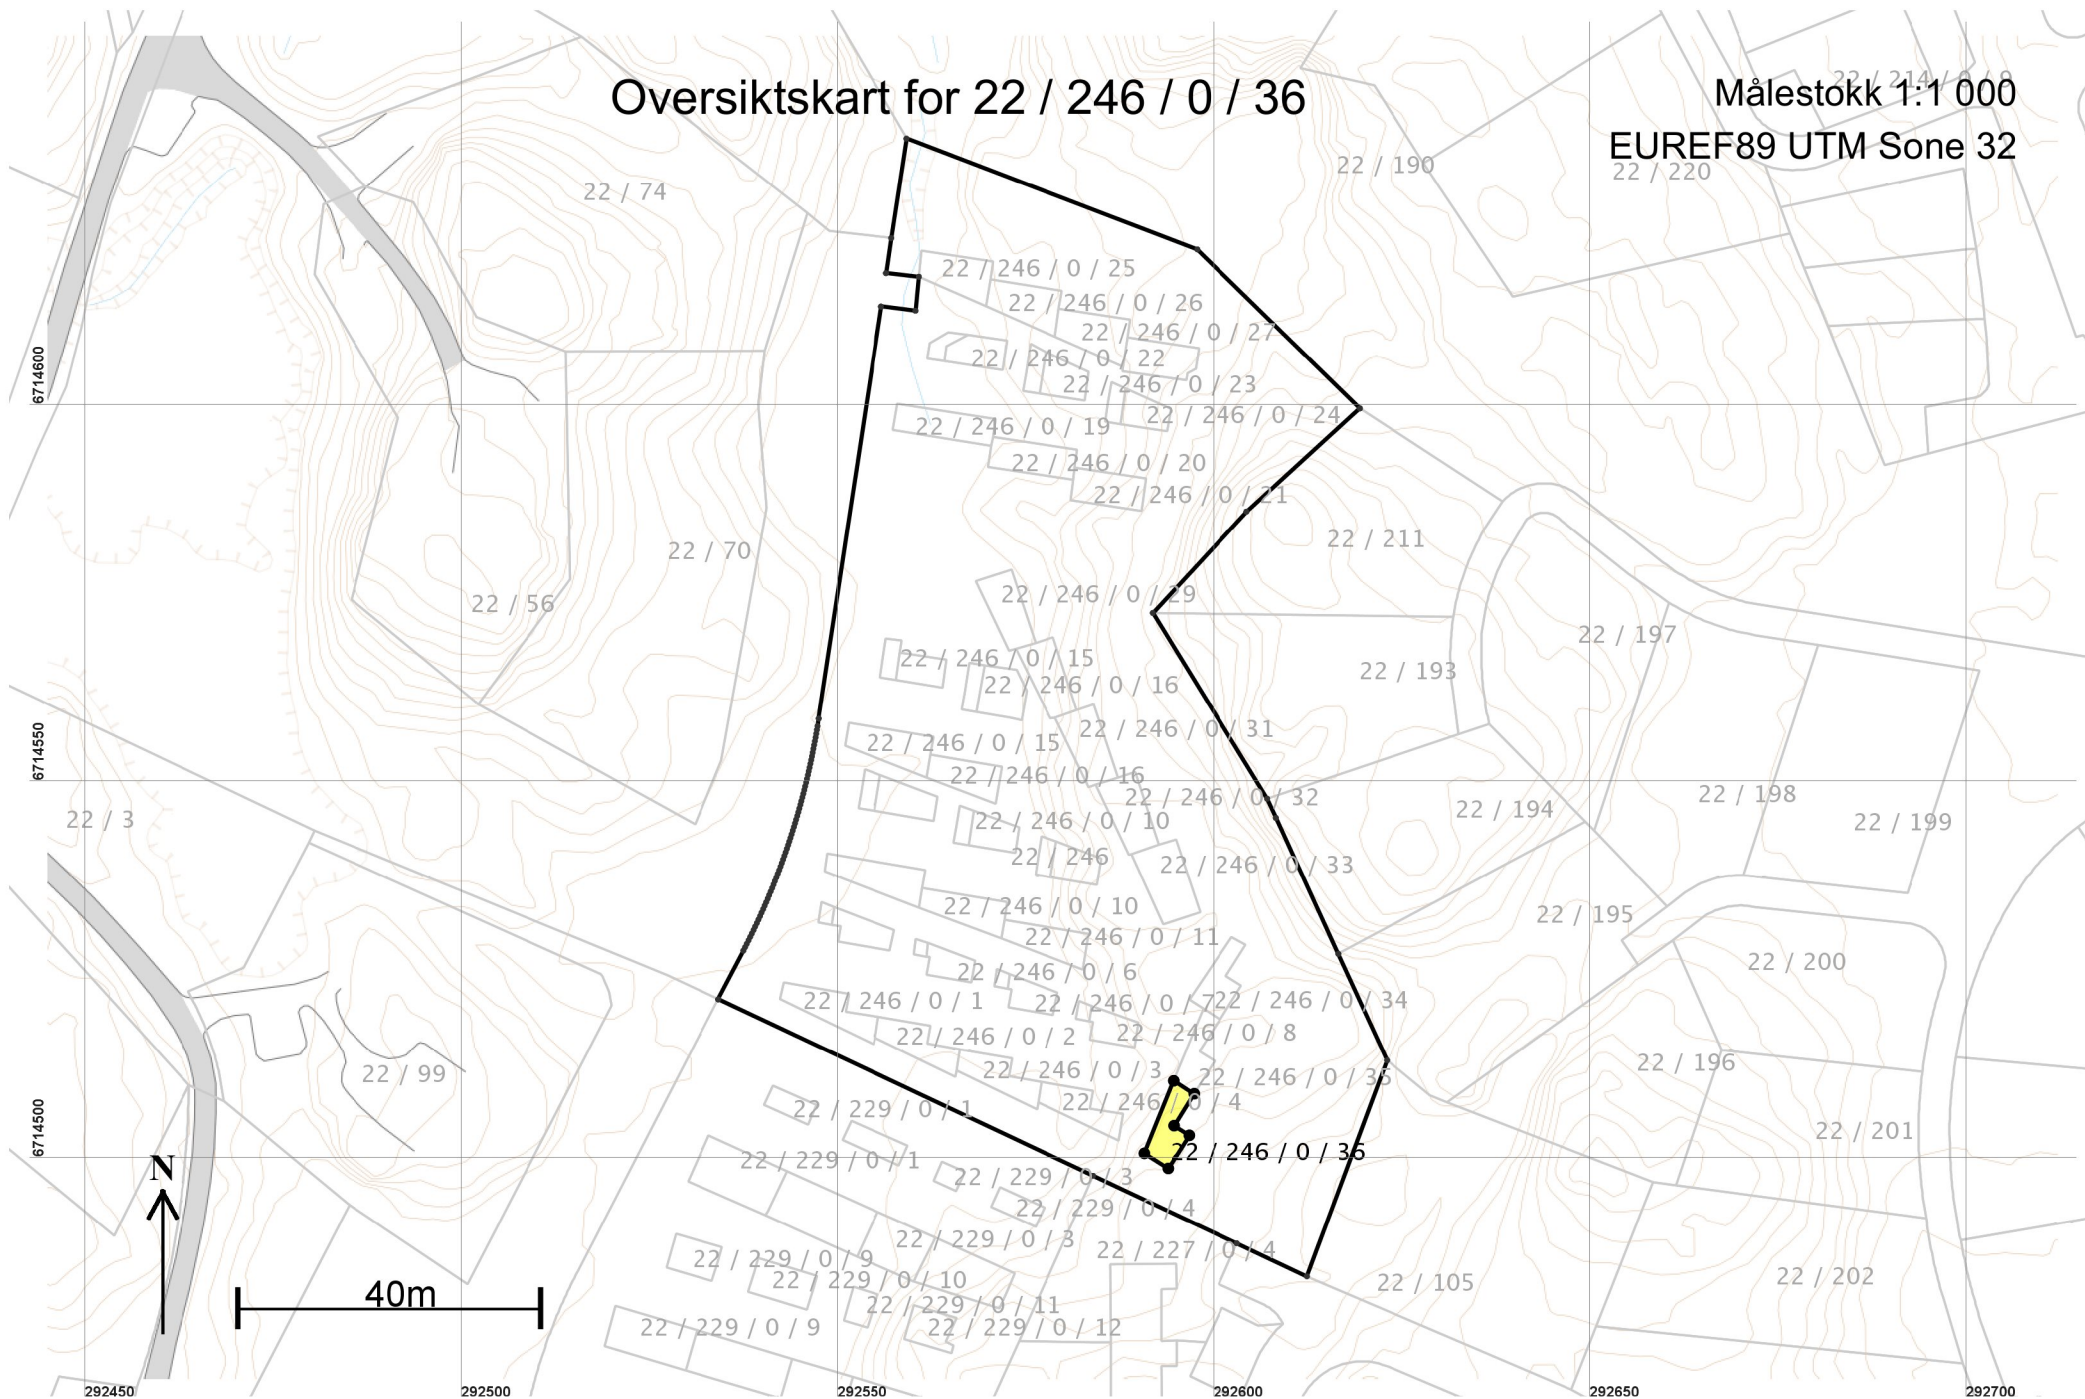 Oversiktskart for 22 / 246 / 0 / 36
Målestokk 1:1 000
EUREF89 UTM Sone 32
22 / 214 / 0 / 8
22 / 190
22 / 220
22 / 74
22 / 246 / 0 / 25
22 / 246 / 0 / 26
22 / 246 / 0 / 27
22 / 246 / 0 / 22
22 / 246 / 0 / 23
22 / 246 / 0 / 24
22 / 246 / 0 / 19
22 / 246 / 0 / 20
22 / 246 / 0 / 21
6714600
22 / 211
22 / 70
22 / 56
22 / 246 / 0 / 29
22 / 197
22 / 246 / 0 / 15
22 / 193
22 / 246 / 0 / 16
22 / 246 / 0 / 31
22 / 246 / 0 / 15
6714550
22 / 246 / 0 / 16
22 / 246 / 0 / 32
22 / 198
22 / 194
22 / 3
22 / 246 / 0 / 10
22 / 199
22 / 246
22 / 246 / 0 / 33
22 / 246 / 0 / 10
22 / 195
22 / 246 / 0 / 11
22 / 200
22 / 246 / 0 / 6
22 / 246 / 0 / 1
22 / 246 / 0 / 7
22 / 246 / 0 / 34
22 / 246 / 0 / 2
22 / 246 / 0 / 8
22 / 196
22 / 99
22 / 246 / 0 / 3
22 / 246 / 0 / 35
22 / 246 / 0 / 4
22 / 229 / 0 / 1
22 / 201
6714500
22 / 246 / 0 / 36
22 / 229 / 0 / 1
N
22 / 229 / 0 / 3
22 / 229 / 0 / 4
22 / 229 / 0 / 3
22 / 227 / 0 / 4
22 / 229 / 0 / 9
22 / 229 / 0 / 10
22 / 105
22 / 202
40m
22 / 229 / 0 / 11
22 / 229 / 0 / 9
22 / 229 / 0 / 12
292450
292500
292550
292600
292650
292700